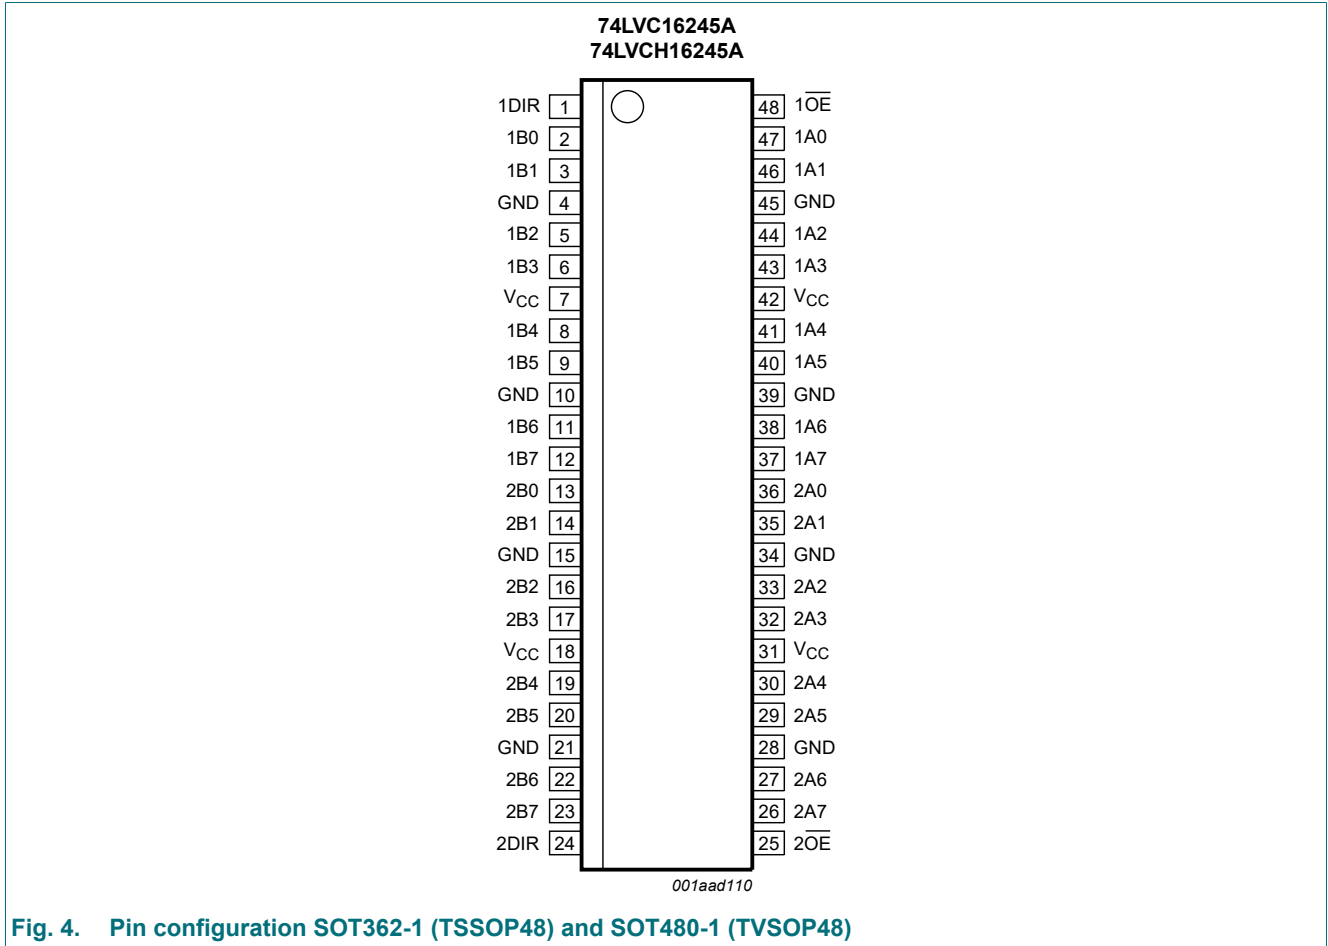 74LVC16245A
74LVCH16245A
1DIR 1 48 1O̅E̅
1B0 2 47 1A0
1B1 3 46 1A1
GND 4 45 GND
1B2 5 44 1A2
1B3 6 43 1A3
VCC 7 42 VCC
1B4 8 41 1A4
1B5 9 40 1A5
GND 10 39 GND
1B6 11 38 1A6
1B7 12 37 1A7
2B0 13 36 2A0
2B1 14 35 2A1
GND 15 34 GND
2B2 16 33 2A2
2B3 17 32 2A3
VCC 18 31 VCC
2B4 19 30 2A4
2B5 20 29 2A5
GND 21 28 GND
2B6 22 27 2A6
2B7 23 26 2A7
2DIR 24 25 2O̅E̅
001aad110
Fig. 4. Pin configuration SOT362-1 (TSSOP48) and SOT480-1 (TVSOP48)